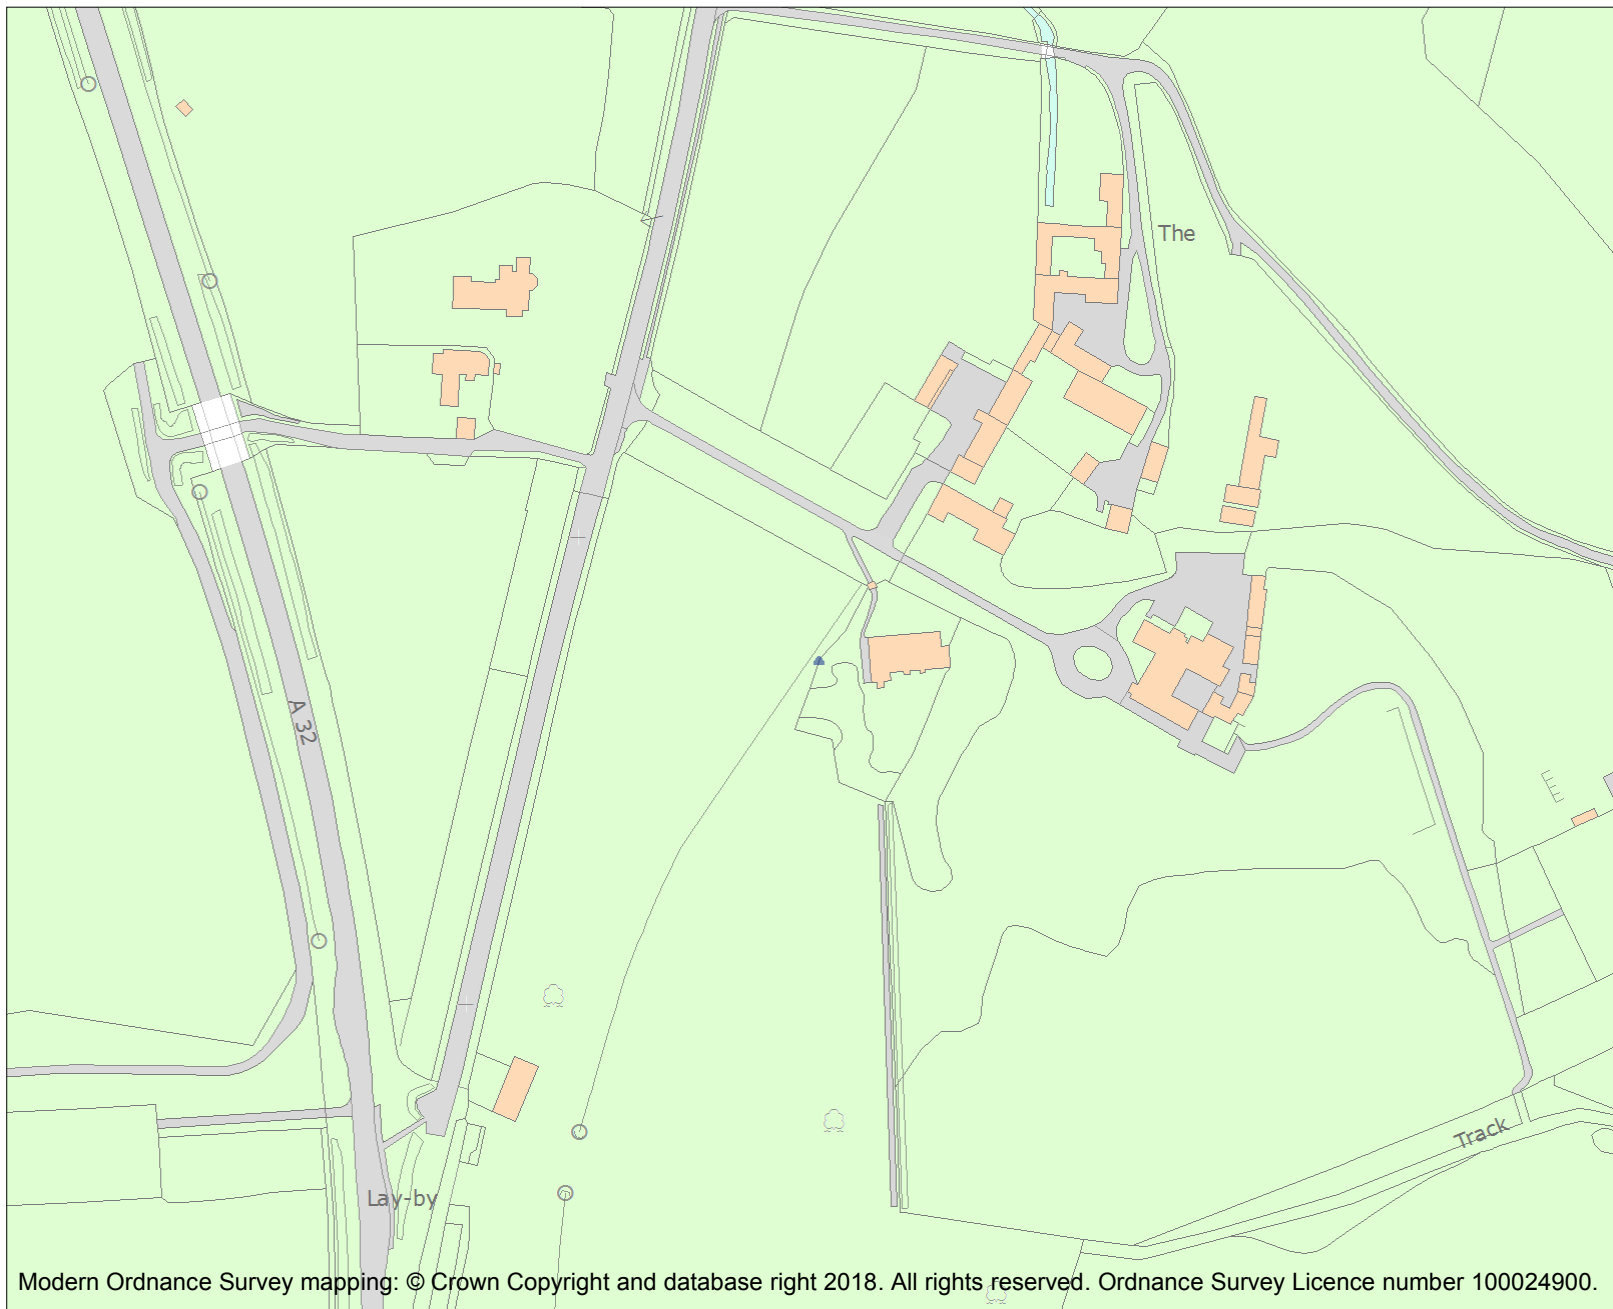 The
A 32
Track
Lay-by
Modern Ordnance Survey mapping: © Crown Copyright and database right 2018. All rights reserved. Ordnance Survey Licence number 100024900.